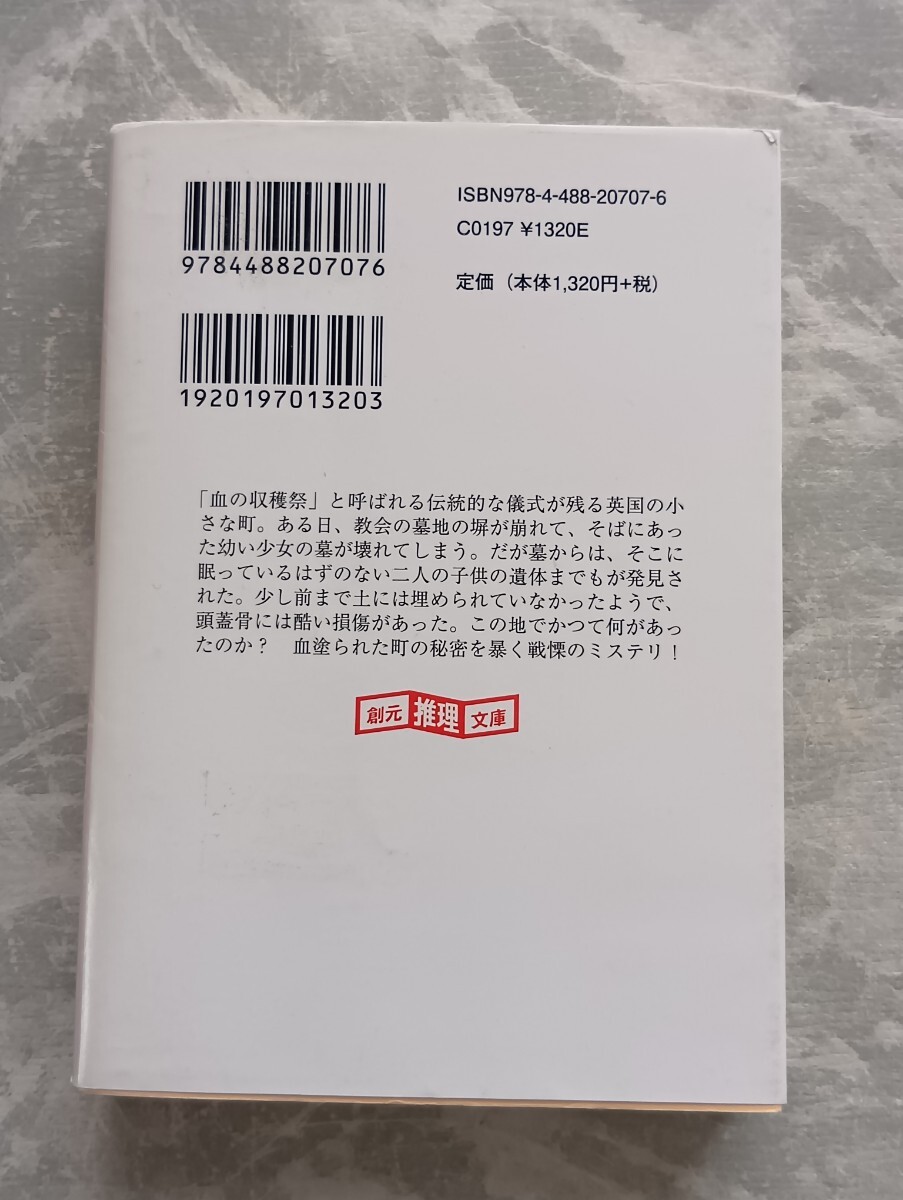 9784488207076
ISBN978-4-488-20707-6
C0197 ¥1320E
定価（本体1,320円+税）
1920197013203
「血の収穫祭」と呼ばれる伝統的な儀式が残る英国の小
さな町。ある日、教会の墓地の塀が崩れて、そばにあっ
た幼い少女の墓が壊れてしまう。だが墓からは、そこに
眠っているはずのない二人の子供の遺体までもが発見さ
れた。少し前まで土には埋められていなかったようで、
頭蓋骨には酷い損傷があった。この地でかつて何があっ
たのか？　血塗られた町の秘密を暴く戦慄のミステリ！
創元推理文庫